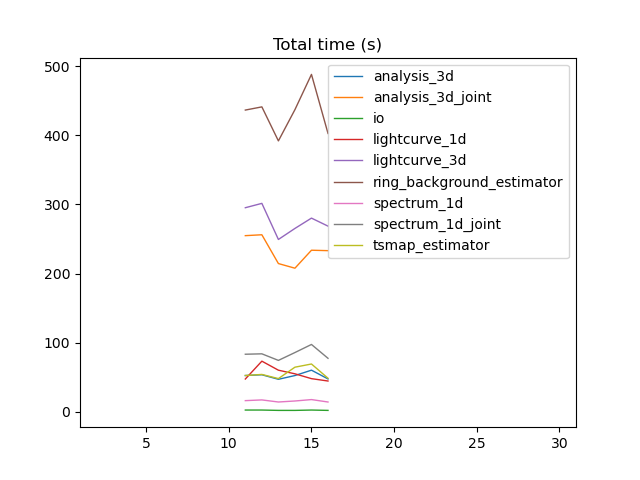 Total time (s)
500
400
300
200
100
0
analysis_3d
analysis_3d_joint
io
lightcurve_1d
lightcurve_3d
ring_background_estimator
spectrum_1d
spectrum_1d_joint
tsmap_estimator
5 10 15 20 25 30